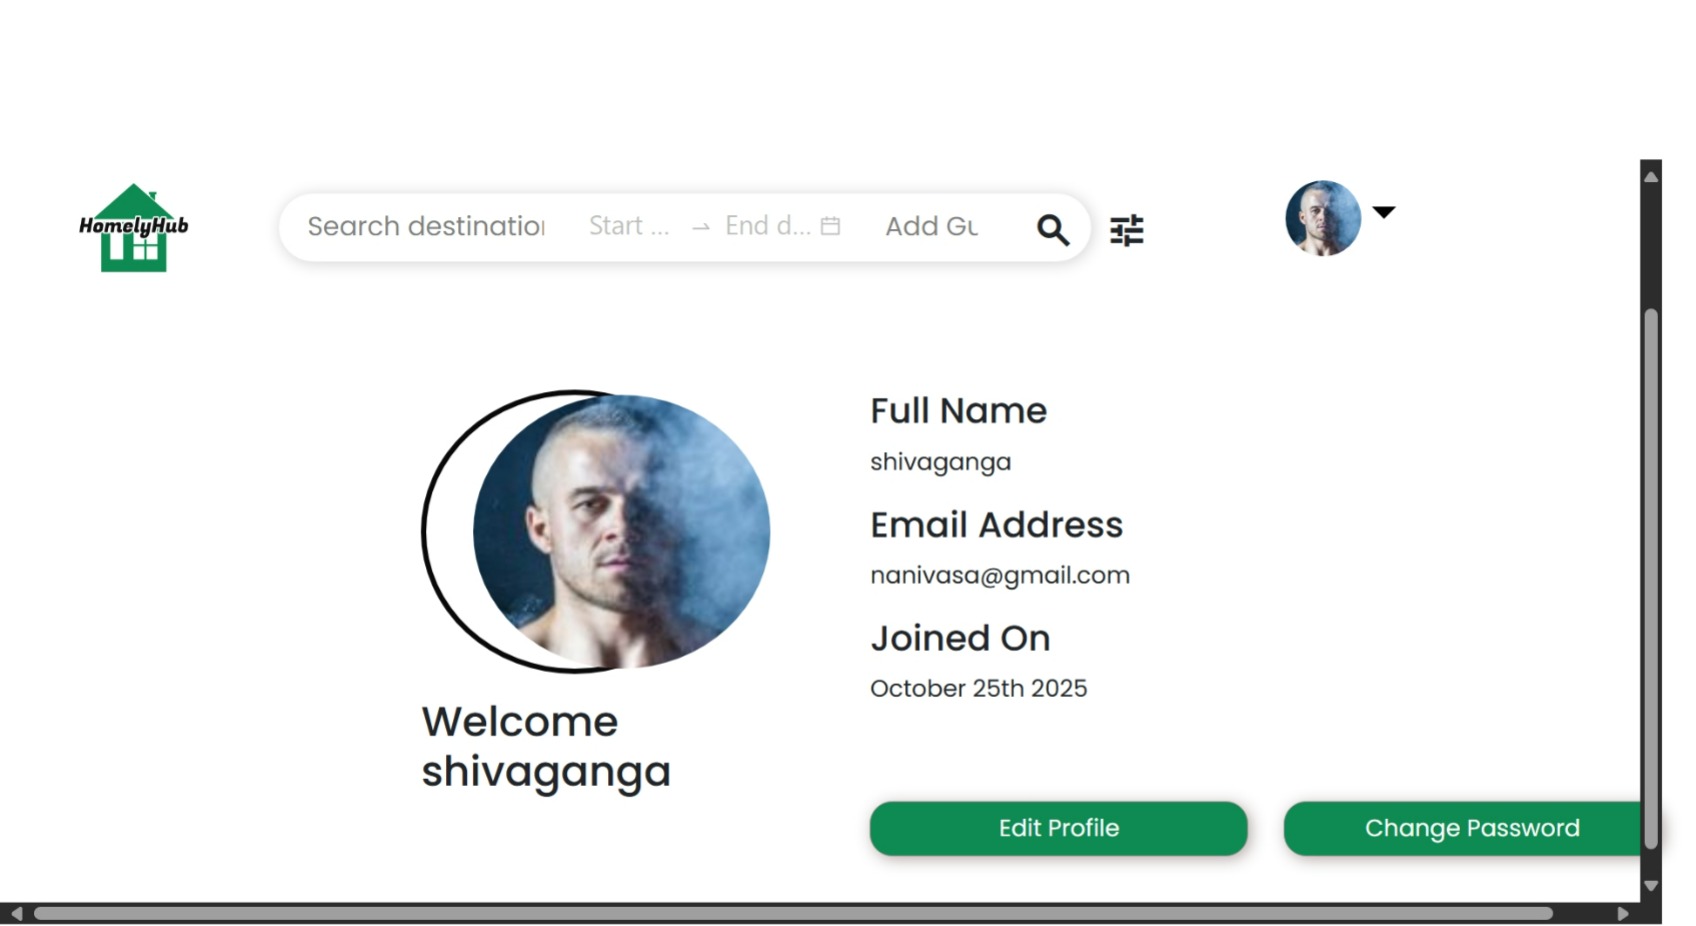 HomelyHub
Search destination
Start ... → End d...
Add Gu
Full Name
shivaganga
Email Address
nanivasa@gmail.com
Joined On
October 25th 2025
Welcome
shivaganga
Edit Profile
Change Password